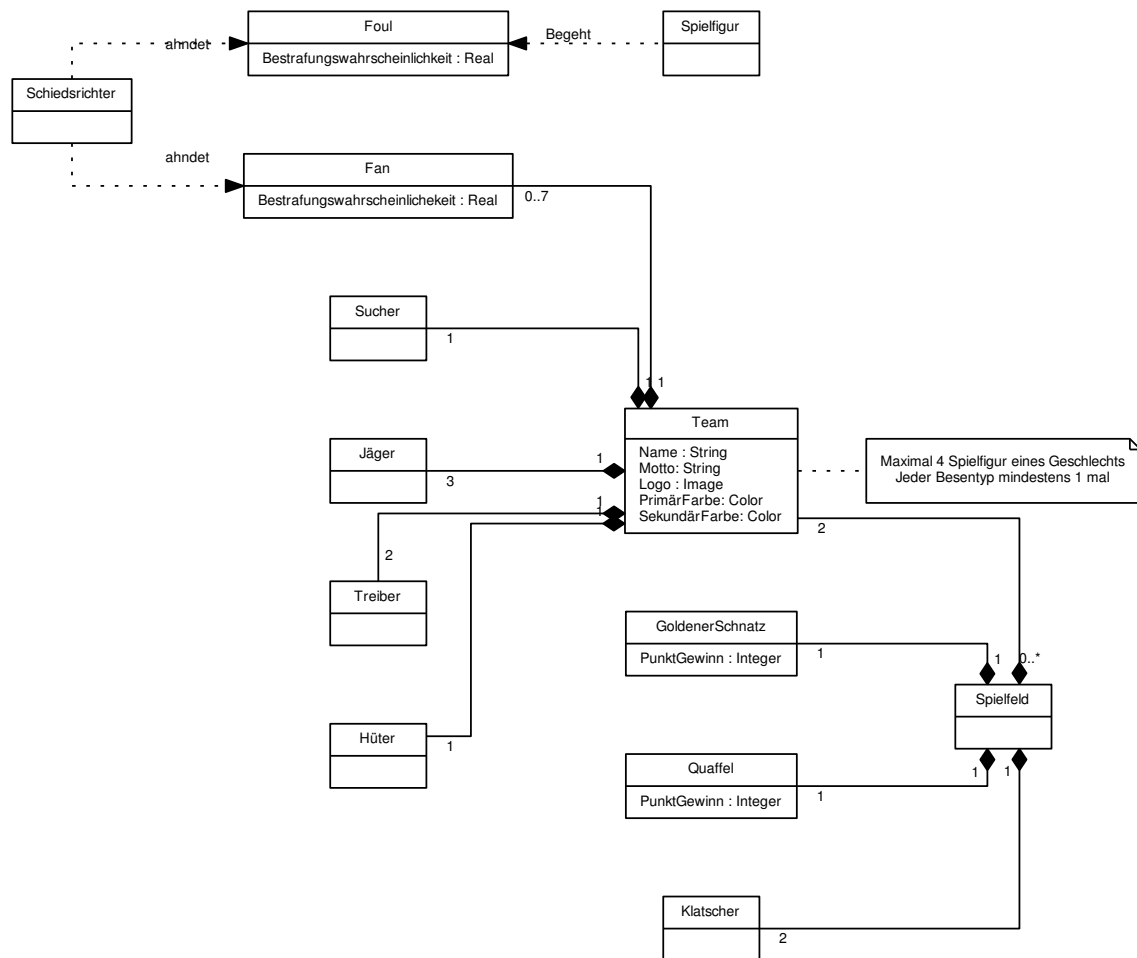 Foul
Bestrafungswahrscheinlichkeit : Real
Spielfigur
Begeht
ahndet
Schiedsrichter
ahndet
Fan
Bestrafungswahrscheinlichekeit : Real
0..7
Sucher
1
1
1
Team
Name : String
Motto: String
Logo : Image
PrimärFarbe: Color
SekundärFarbe: Color
Maximal 4 Spielfigur eines Geschlechts
Jeder Besentyp mindestens 1 mal
Jäger
3
1
1
1
2
2
Treiber
GoldenerSchnatz
PunktGewinn : Integer
1
1
0..*
Spielfeld
Hüter
1
Quaffel
PunktGewinn : Integer
1
1
1
Klatscher
2